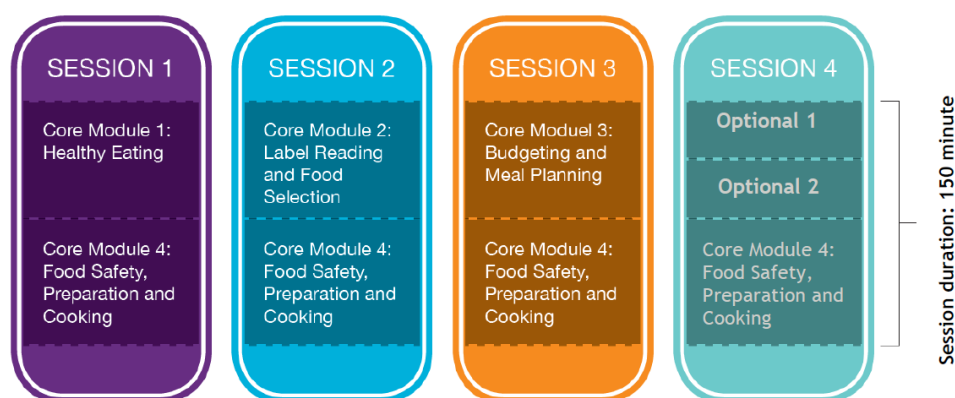 SESSION 1
Core Module 1:
Healthy Eating
Core Module 4:
Food Safety,
Preparation and
Cooking
SESSION 2
Core Module 2:
Label Reading
and Food
Selection
Core Module 4:
Food Safety,
Preparation and
Cooking
SESSION 3
Core Moduel 3:
Budgeting and
Meal Planning
Core Module 4:
Food Safety,
Preparation and
Cooking
SESSION 4
Optional 1
Optional 2
Core Module 4:
Food Safety,
Preparation and
Cooking
Session duration: 150 minute